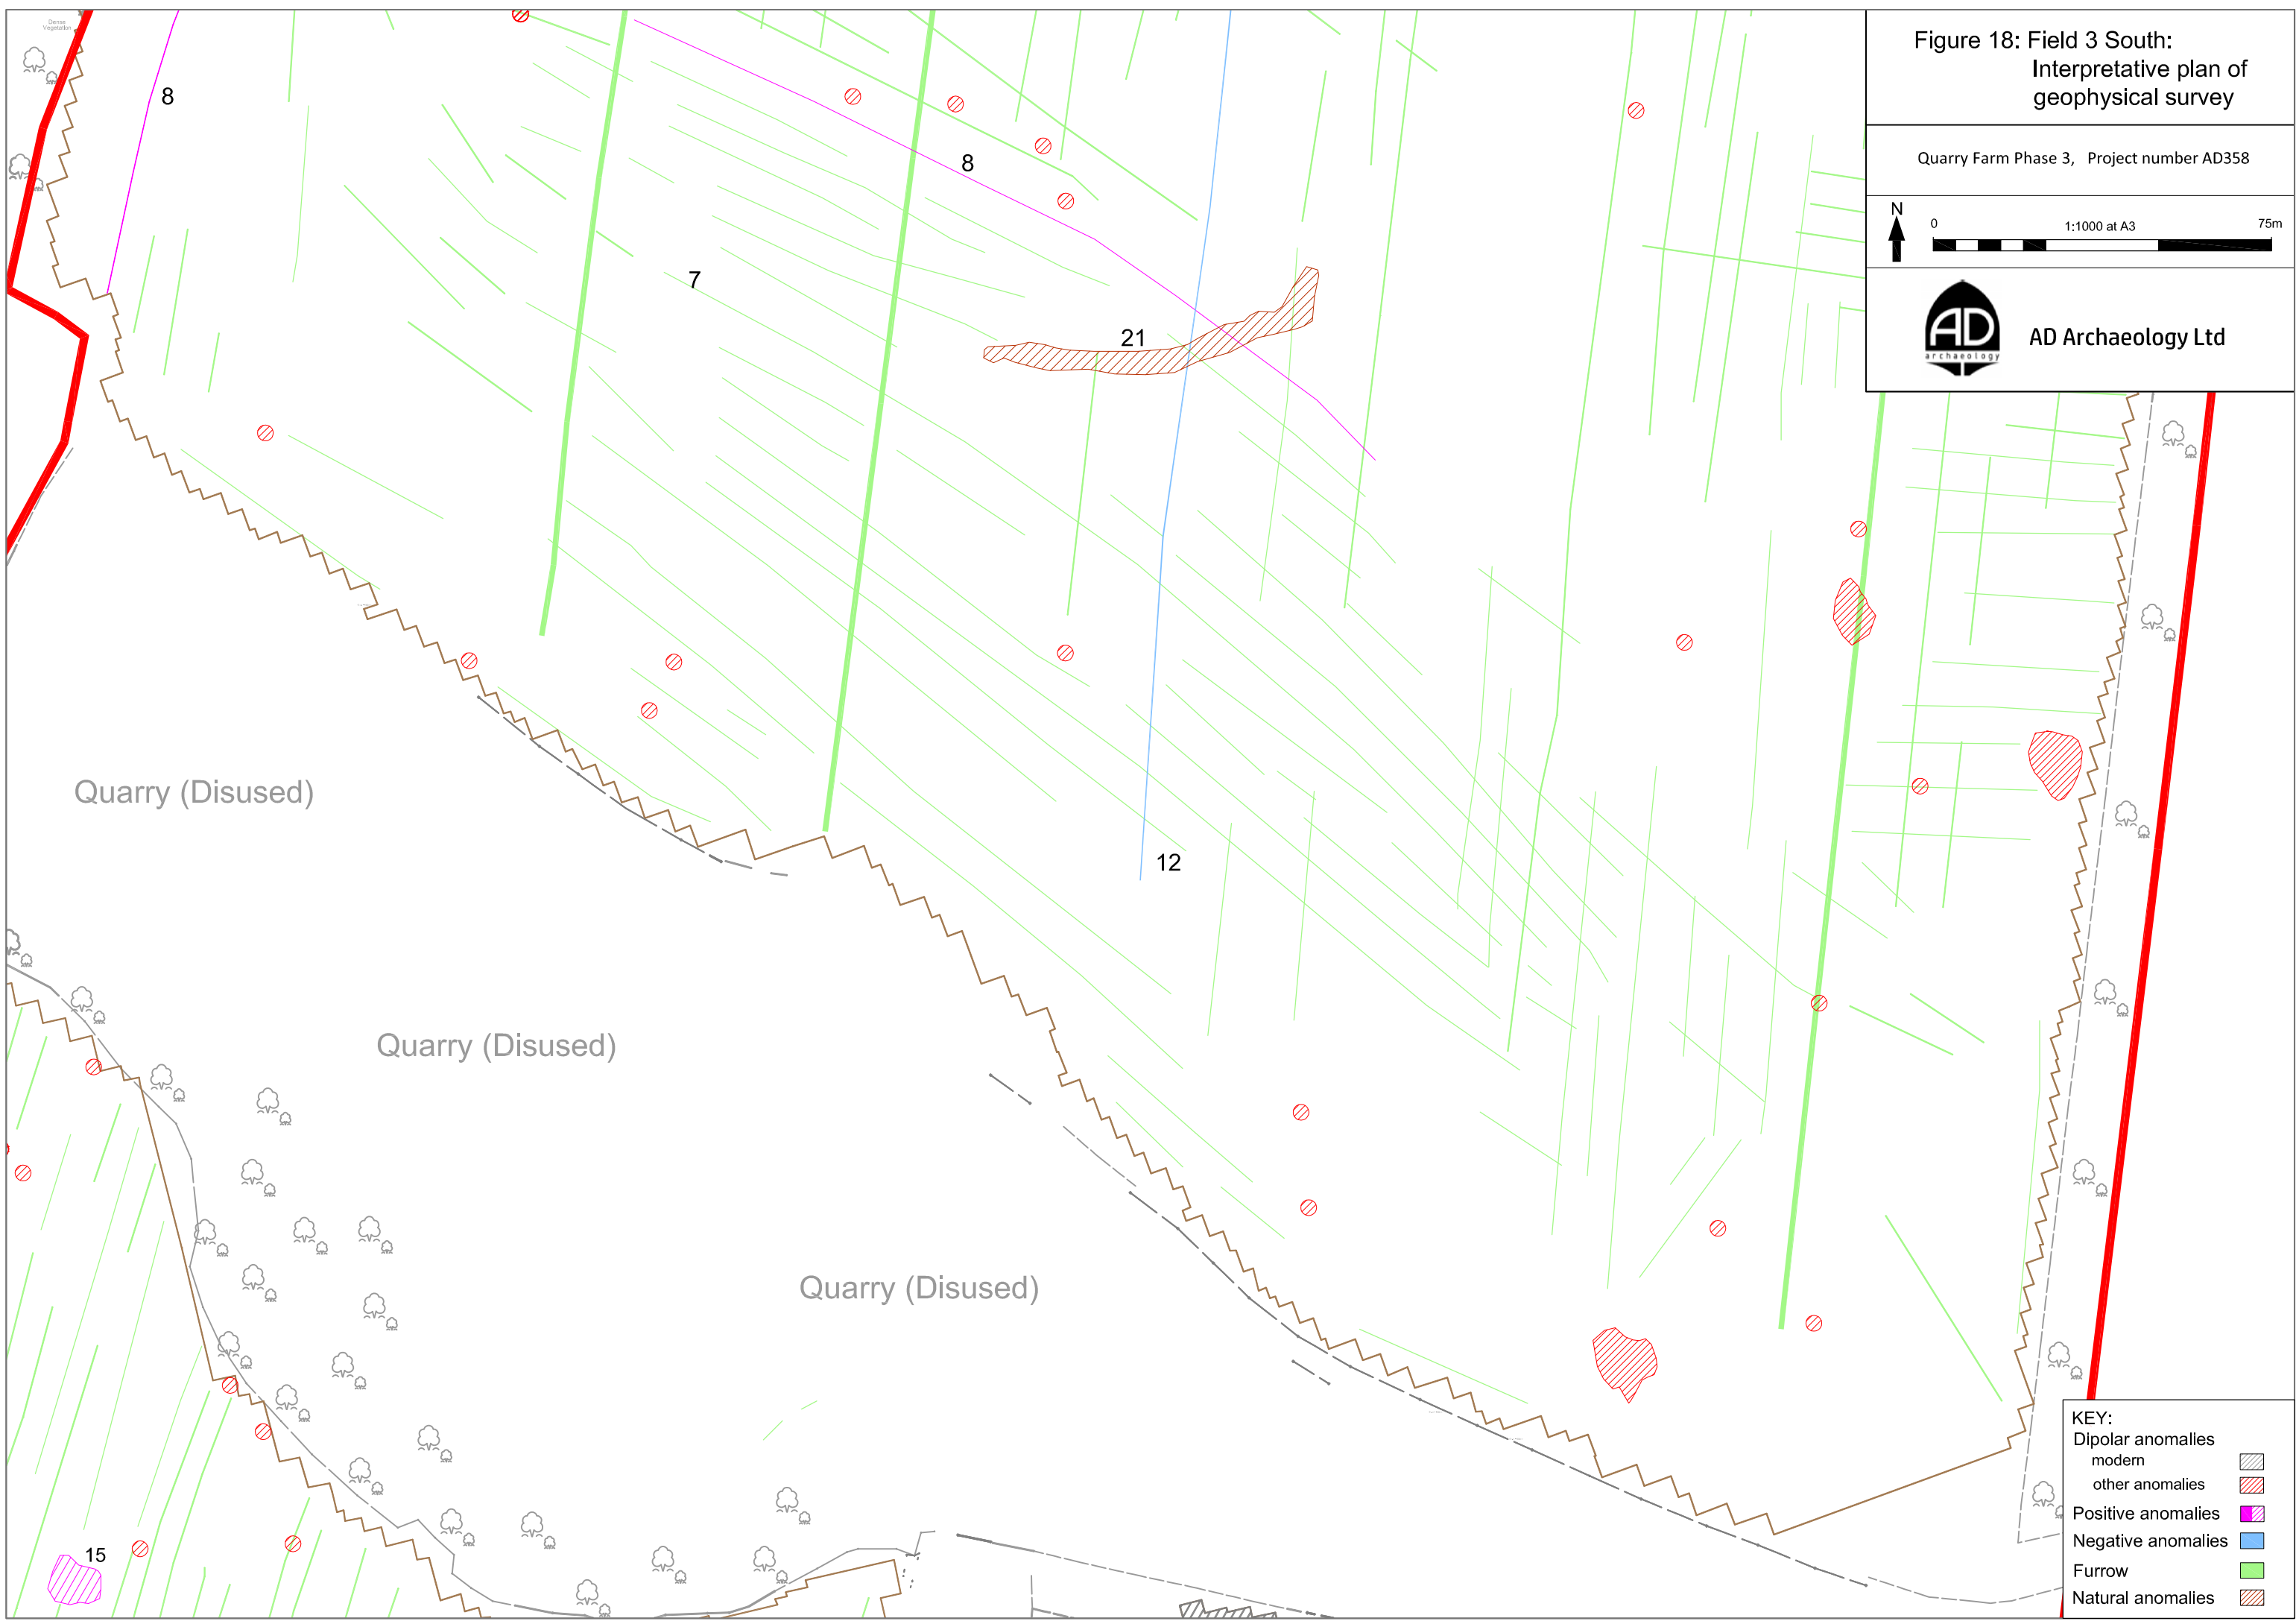 Dense
Vegetation
Figure 18: Field 3 South:
Interpretative plan of
geophysical survey
Quarry Farm Phase 3, Project number AD358
N
0 1:1000 at A3 75m
AD
archaeology
AD Archaeology Ltd
8
8
7
21
12
Quarry (Disused)
Quarry (Disused)
Quarry (Disused)
15
KEY:
Dipolar anomalies
modern
other anomalies
Positive anomalies
Negative anomalies
Furrow
Natural anomalies